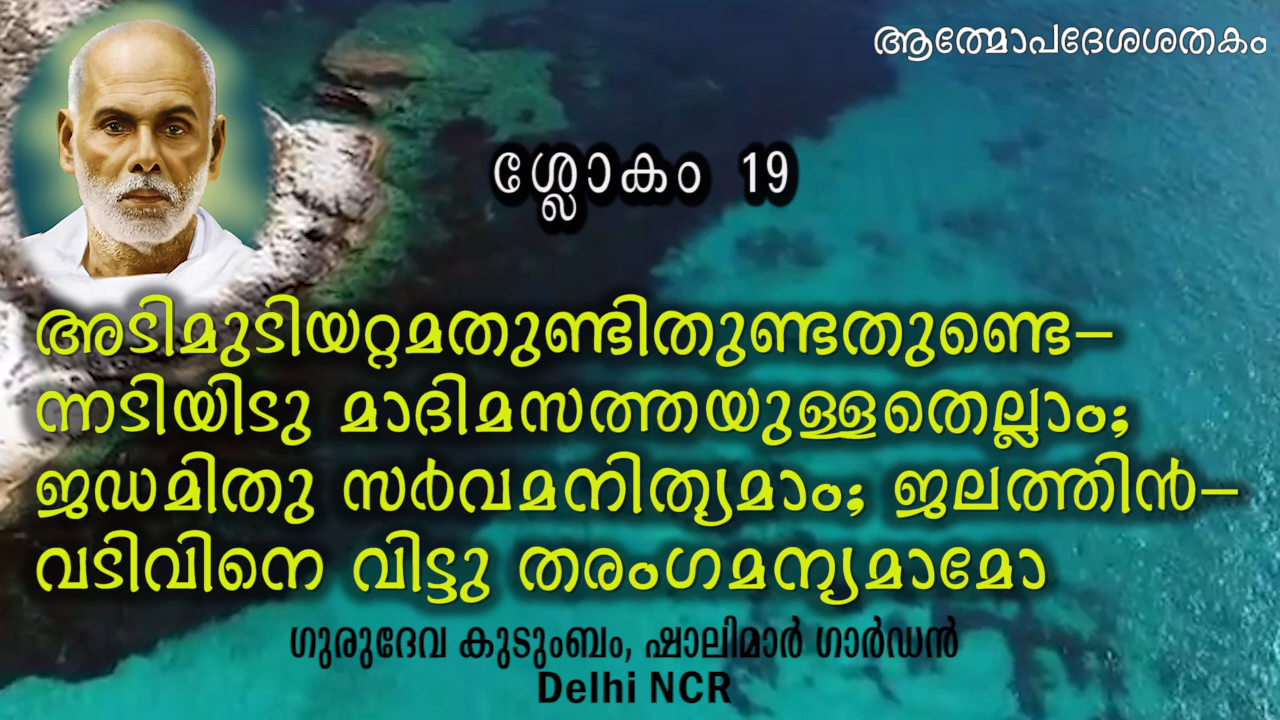 ആത്മോപദേശശതകം
ശ്ലോകം 19
അടിമുടിയറ്റമതുണ്ടിതുണ്ടതുണ്ടെ–
ന്നടിയിടു മാദിമസത്തയുള്ളതെല്ലാം;
ജഡമിതു സർവമനിത്യമാം; ജലത്തിൻ–
വടിവിനെ വിട്ടു തരംഗമന്യമാമോ
ഗുരുദേവ കുടുംബം, ഷാലിമാർ ഗാർഡൻ
Delhi NCR